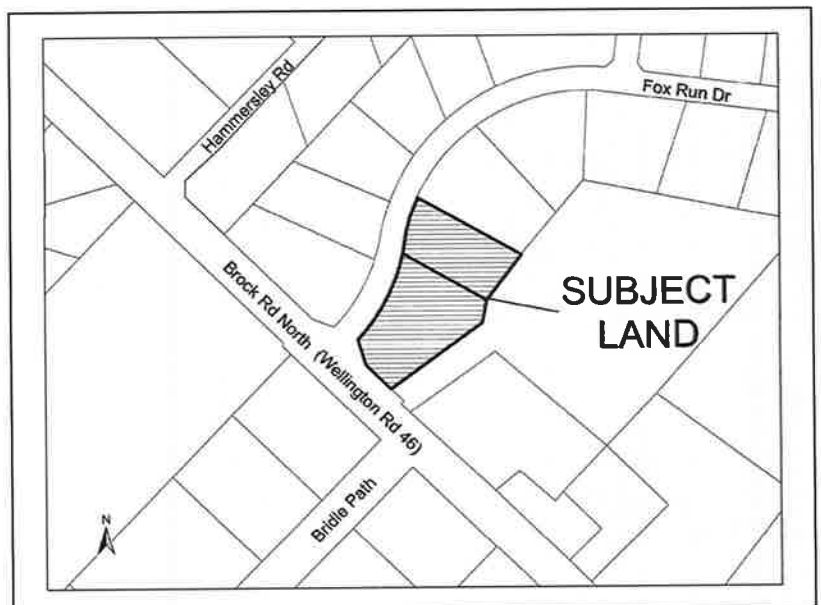 Hammersley Rd
Fox Run Dr
SUBJECT
LAND
Brock Rd North (Wellington Rd 46)
Bridle Path
N